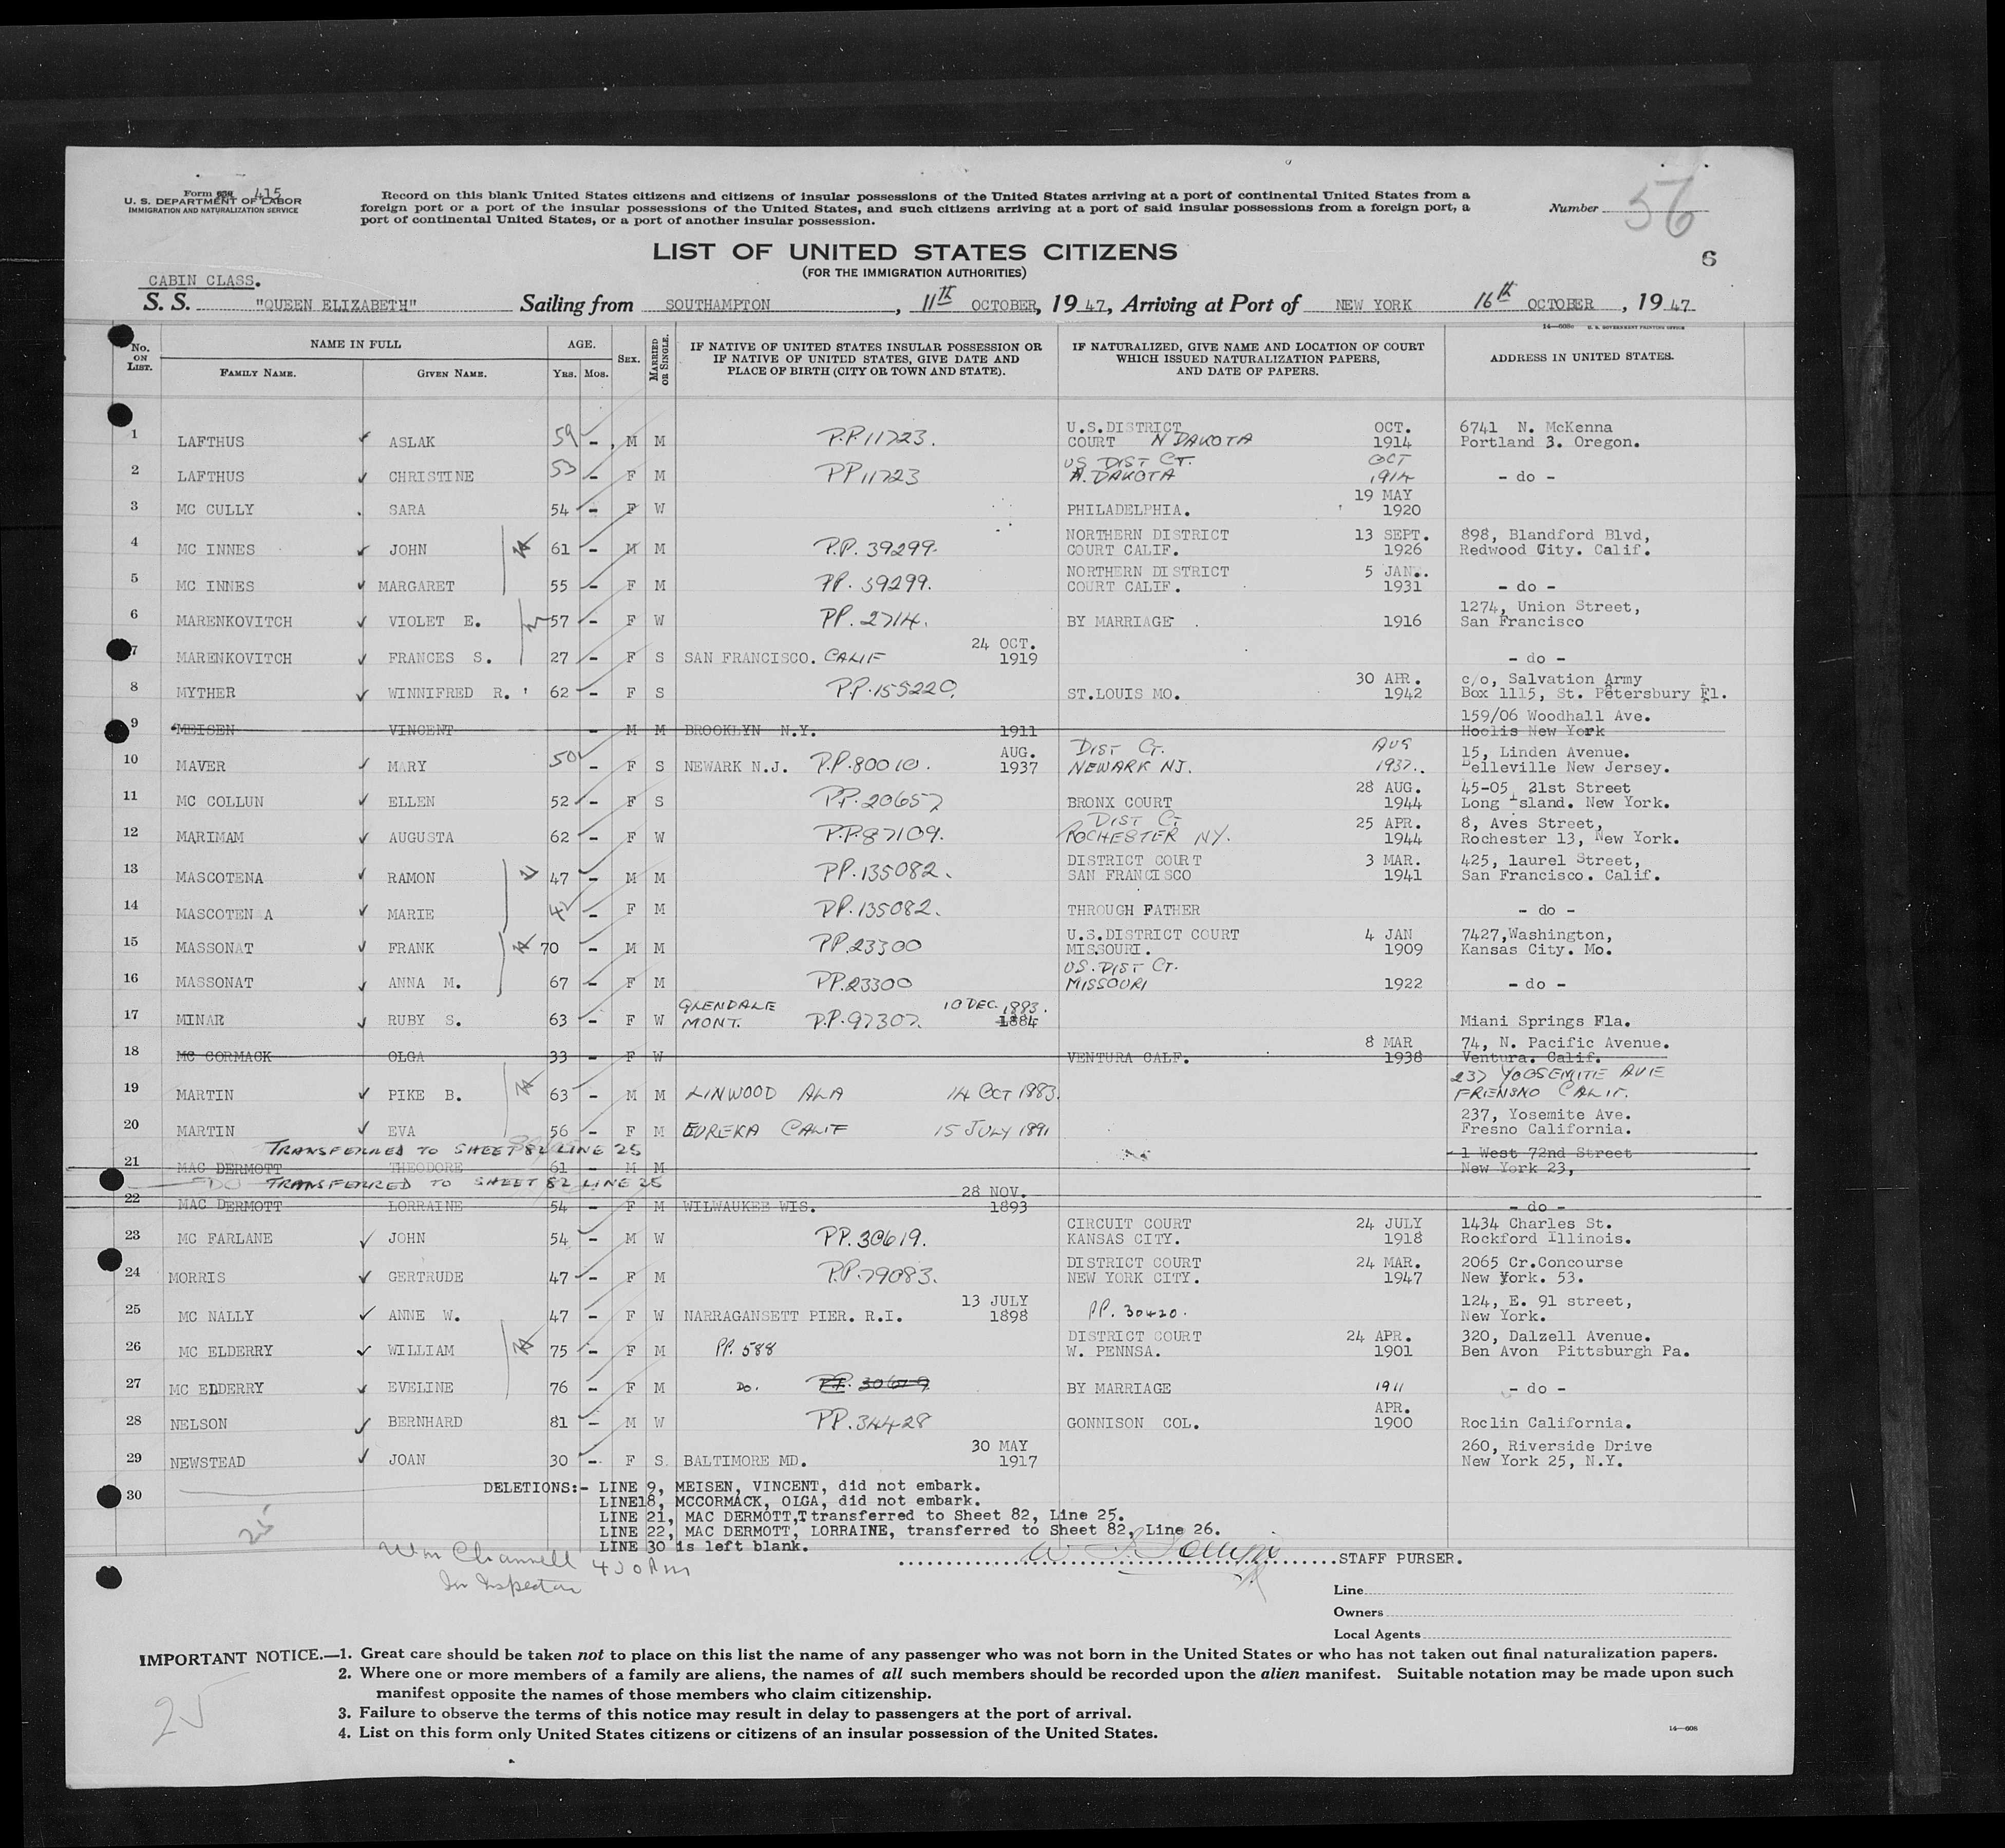 Form 415
U. S. DEPARTMENT OF LABOR
IMMIGRATION AND NATURALIZATION SERVICE
Record on this blank United States citizens and citizens of insular possessions of the United States arriving at a port of continental United States from a
foreign port or a port of the insular possessions of the United States, and such citizens arriving at a port of said insular possessions from a foreign port, a
port of continental United States, or a port of another insular possession.
Number 56
LIST OF UNITED STATES CITIZENS
(FOR THE IMMIGRATION AUTHORITIES)
6
CABIN CLASS.
S. S. "QUEEN ELIZABETH" Sailing from SOUTHAMPTON, 11th OCTOBER, 1947, Arriving at Port of NEW YORK 16th OCTOBER, 1947
14—608c U. S. GOVERNMENT PRINTING OFFICE
No. ON LIST. NAME IN FULL AGE. SEX. MARRIED OR SINGLE. IF NATIVE OF UNITED STATES INSULAR POSSESSION OR IF NATIVE OF UNITED STATES, GIVE DATE AND PLACE OF BIRTH (CITY OR TOWN AND STATE). IF NATURALIZED, GIVE NAME AND LOCATION OF COURT WHICH ISSUED NATURALIZATION PAPERS, AND DATE OF PAPERS. ADDRESS IN UNITED STATES.
FAMILY NAME. GIVEN NAME. YRS. MOS.
U.S.DISTRICT OCT. 6741 N. McKenna
1 LAFTHUS ASLAK 59 - M M P.P.11723. COURT N DAKOTA 1914 Portland 3. Oregon.
US DIST CT. OCT
2 LAFTHUS CHRISTINE 53 - F M PP 11723 N. DAKOTA 1914 - do -
19 MAY
3 MC CULLY SARA 54 - F W PHILADELPHIA. 1920
NORTHERN DISTRICT 13 SEPT. 898, Blandford Blvd,
4 MC INNES JOHN 61 - M M P.P. 39299. COURT CALIF. 1926 Redwood City. Calif.
NORTHERN DISTRICT 5 JAN.
5 MC INNES MARGARET 55 - F M PP. 39299. COURT CALIF. 1931 - do -
1274, Union Street,
6 MARENKOVITCH VIOLET E. 57 - F W PP. 2714. BY MARRIAGE 1916 San Francisco
24 OCT.
7 MARENKOVITCH FRANCES S. 27 - F S SAN FRANCISCO. CALIF 1919 - do -
30 APR. c/o, Salvation Army
8 MYTHER WINNIFRED R. 62 - F S P.P.155220. ST.LOUIS MO. 1942 Box 1115, St. Petersbury Fl.
159/06 Woodhall Ave.
9 MEISEN VINCENT - M M BROOKLYN N.Y. 1911 Hoolis New York
AUG. DIST CT. AUG 15, Linden Avenue.
10 MAVER MARY 50 - F S NEWARK N.J. P.P.80010. 1937 NEWARK NJ. 1937. Belleville New Jersey.
28 AUG. 45-05, 21st Street
11 MC COLLUN ELLEN 52 - F S PP.20657 BRONX COURT 1944 Long Island. New York.
DIST CT 25 APR. 8, Aves Street,
12 MARIMAM AUGUSTA 62 - F W P.P.87109. ROCHESTER NY. 1944 Rochester 13, New York.
DISTRICT COURT 3 MAR. 425, laurel Street,
13 MASCOTENA RAMON 47 - M M PP.135082. SAN FRANCISCO 1941 San Francisco. Calif.
14 MASCOTEN A MARIE - F M PP.135082. THROUGH FATHER - do -
U.S.DISTRICT COURT 4 JAN 7427,Washington,
15 MASSONAT FRANK 70 - M M PP.23300 MISSOURI. 1909 Kansas City. Mo.
US. DIST CT.
16 MASSONAT ANNA M. 67 - F M PP.23300 MISSOURI 1922 - do -
GLENDALE 10 DEC. 1883.
17 MINAR RUBY S. 63 - F W MONT. P.P.97307. 1884 Miani Springs Fla.
8 MAR 74, N. Pacific Avenue.
18 MC CORMACK OLGA 33 - F W VENTURA CALF. 1938 Ventura. Calif.
237 YOOSEMITE AVE
19 MARTIN PIKE B. 63 - M M LINWOOD ALA 14 OCT 1883. FRENSNO CALIF.
237, Yosemite Ave.
20 MARTIN EVA 56 - F M EUREKA CALIF 15 JULY 1891 Fresno California.
TRANSFERRED TO SHEET 82 LINE 25
1 West 72nd Street
21 MAC DERMOTT THEODORE 61 - M M New York 23,
DO TRANSFERRED TO SHEET 82 LINE 25
28 NOV.
22 MAC DERMOTT LORRAINE 54 - F M WILWAUKEE WIS. 1893 - do -
CIRCUIT COURT 24 JULY 1434 Charles St.
23 MC FARLANE JOHN 54 - M W PP.30619. KANSAS CITY. 1918 Rockford Illinois.
DISTRICT COURT 24 MAR. 2065 Cr.Concourse
24 MORRIS GERTRUDE 47 - F M P.P.79083. NEW YORK CITY. 1947 New York. 53.
13 JULY 124, E. 91 street,
25 MC NALLY ANNE W. 47 - F W NARRAGANSETT PIER. R.I. 1898 PP. 30420. New York.
DISTRICT COURT 24 APR. 320, Dalzell Avenue.
26 MC ELDERRY WILLIAM 75 - F M PP. 588 W. PENNSA. 1901 Ben Avon Pittsburgh Pa.
27 MC ELDERRY EVELINE 76 - F M Do. PP. 30619 BY MARRIAGE 1911 - do -
APR.
28 NELSON BERNHARD 81 - M W PP.34428 GONNISON COL. 1900 Roclin California.
30 MAY 260, Riverside Drive
29 NEWSTEAD JOAN 30 - F S BALTIMORE MD. 1917 New York 25, N.Y.
30 DELETIONS:- LINE 9, MEISEN, VINCENT, did not embark.
LINE18, MCCORMACK, OLGA, did not embark.
LINE 21, MAC DERMOTT,T transferred to Sheet 82, Line 25.
LINE 22, MAC DERMOTT, LORRAINE, transferred to Sheet 82, Line 26.
LINE 30 is left blank.
25
Wm Channell 430 PM
Im Inspector
STAFF PURSER.
Line
Owners
Local Agents
IMPORTANT NOTICE.—1. Great care should be taken not to place on this list the name of any passenger who was not born in the United States or who has not taken out final naturalization papers.
2. Where one or more members of a family are aliens, the names of all such members should be recorded upon the alien manifest. Suitable notation may be made upon such
manifest opposite the names of those members who claim citizenship.
3. Failure to observe the terms of this notice may result in delay to passengers at the port of arrival.
4. List on this form only United States citizens or citizens of an insular possession of the United States.
25
14—608